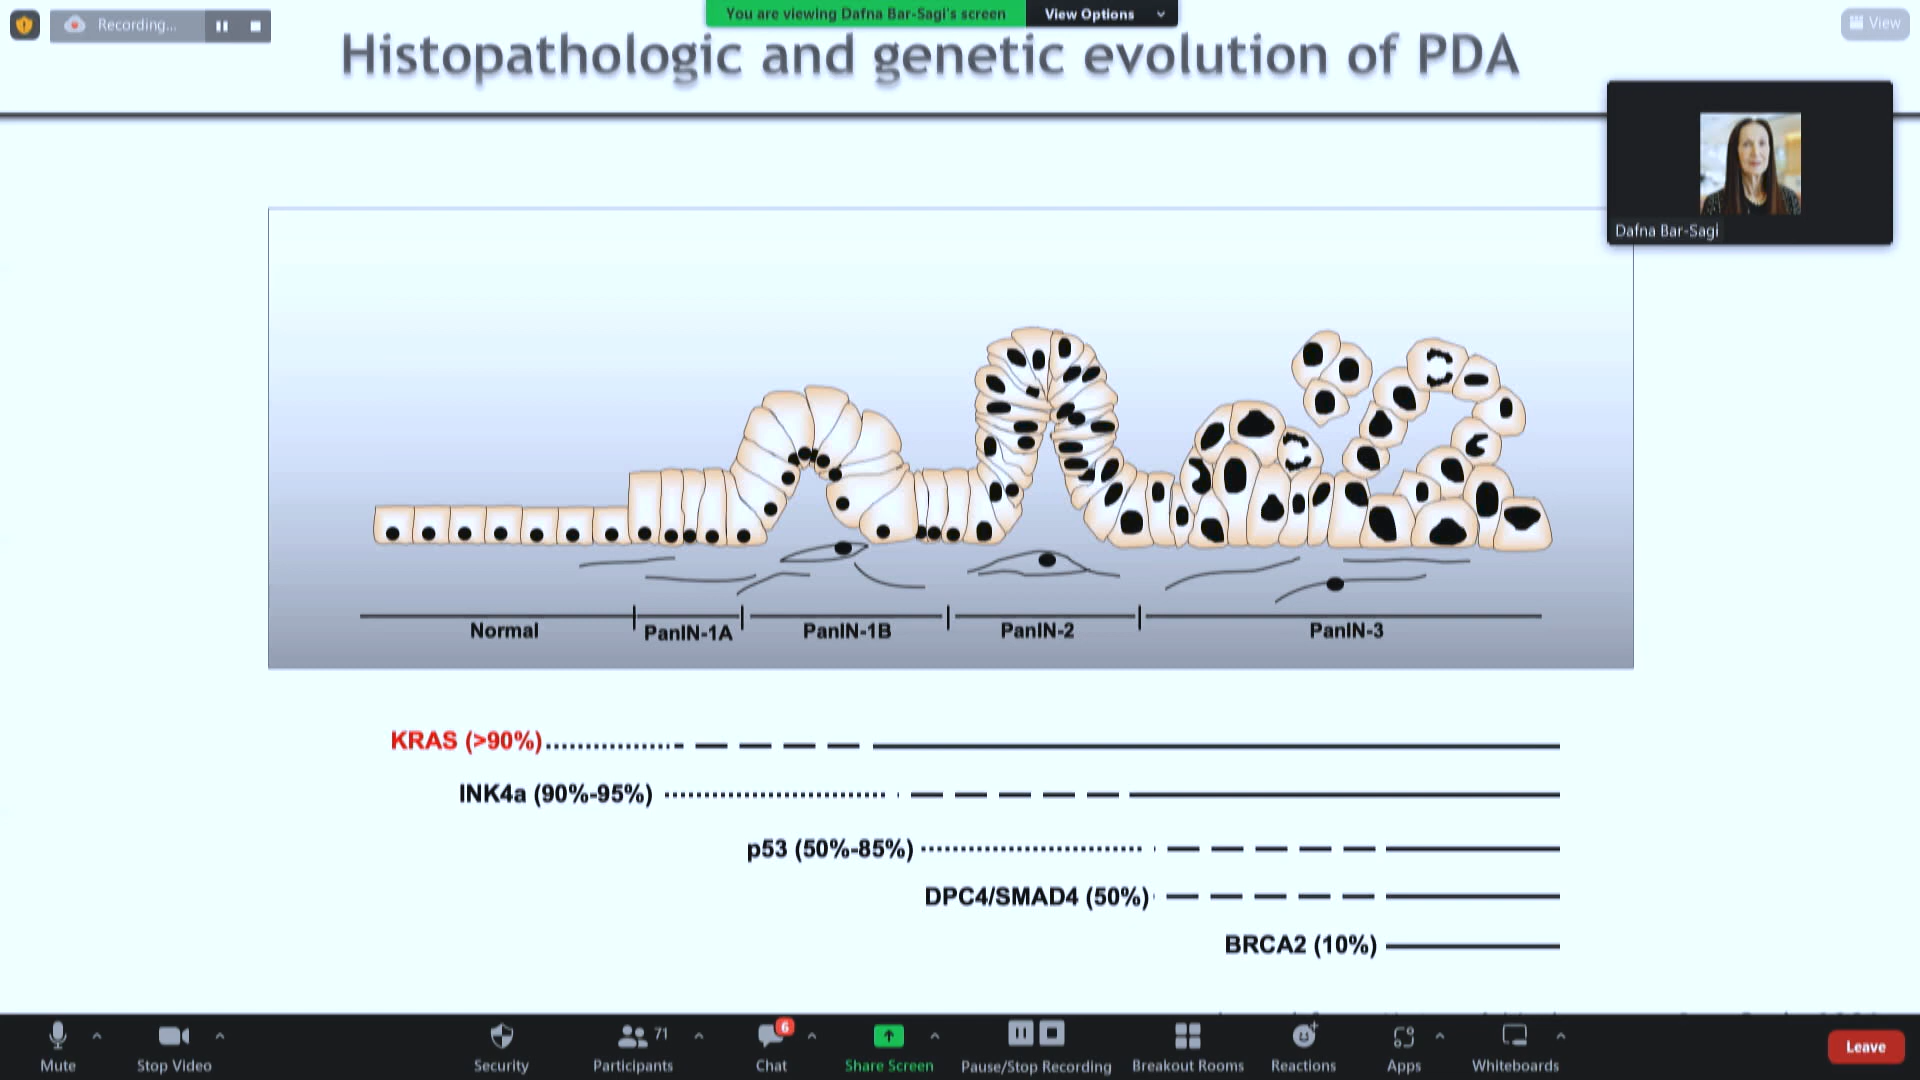 Recording...
You are viewing Dafna Bar-Sagi's screen
View Options
View
Histopathologic and genetic evolution of PDA
Dafna Bar-Sagi
Normal
PanIN-1A
PanIN-1B
PanIN-2
PanIN-3
KRAS (>90%)
INK4a (90%-95%)
p53 (50%-85%)
DPC4/SMAD4 (50%)
BRCA2 (10%)
71
6
Mute
Stop Video
Security
Participants
Chat
Share Screen
Pause/Stop Recording
Breakout Rooms
Reactions
Apps
Whiteboards
Leave